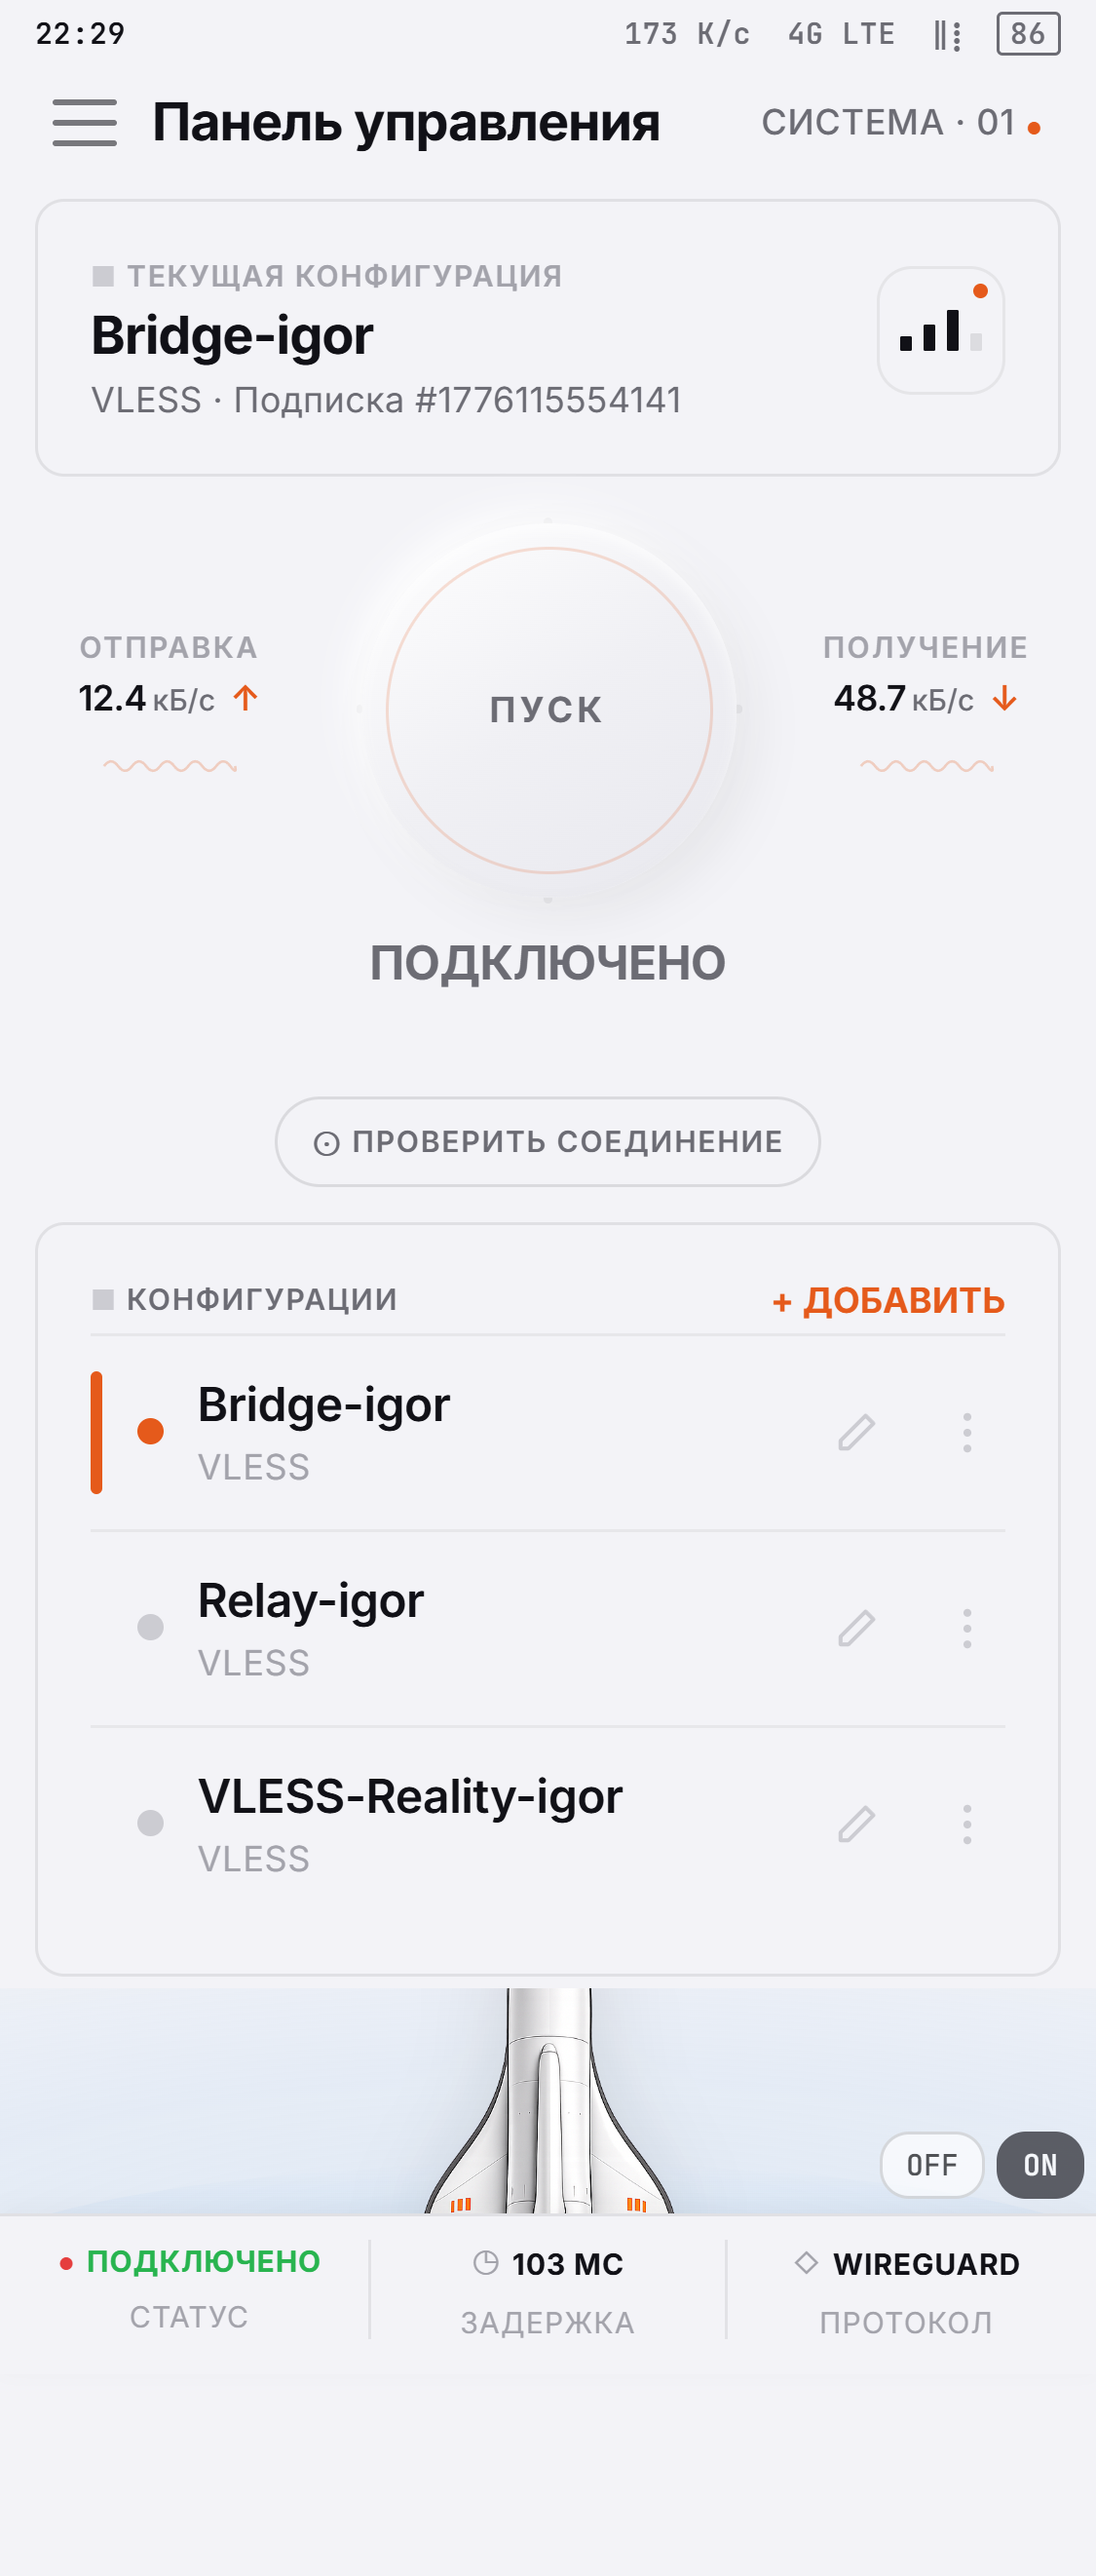 22:29 173 К/с 4G LTE 86
Панель управления СИСТЕМА · 01
ТЕКУЩАЯ КОНФИГУРАЦИЯ
Bridge-igor
VLESS · Подписка #1776115554141
ОТПРАВКА
12.4 кБ/с ↑
ПУСК
ПОЛУЧЕНИЕ
48.7 кБ/с ↓
ПОДКЛЮЧЕНО
ПРОВЕРИТЬ СОЕДИНЕНИЕ
КОНФИГУРАЦИИ + ДОБАВИТЬ
Bridge-igor
VLESS
Relay-igor
VLESS
VLESS-Reality-igor
VLESS
OFF ON
ПОДКЛЮЧЕНО 103 МС WIREGUARD
СТАТУС ЗАДЕРЖКА ПРОТОКОЛ